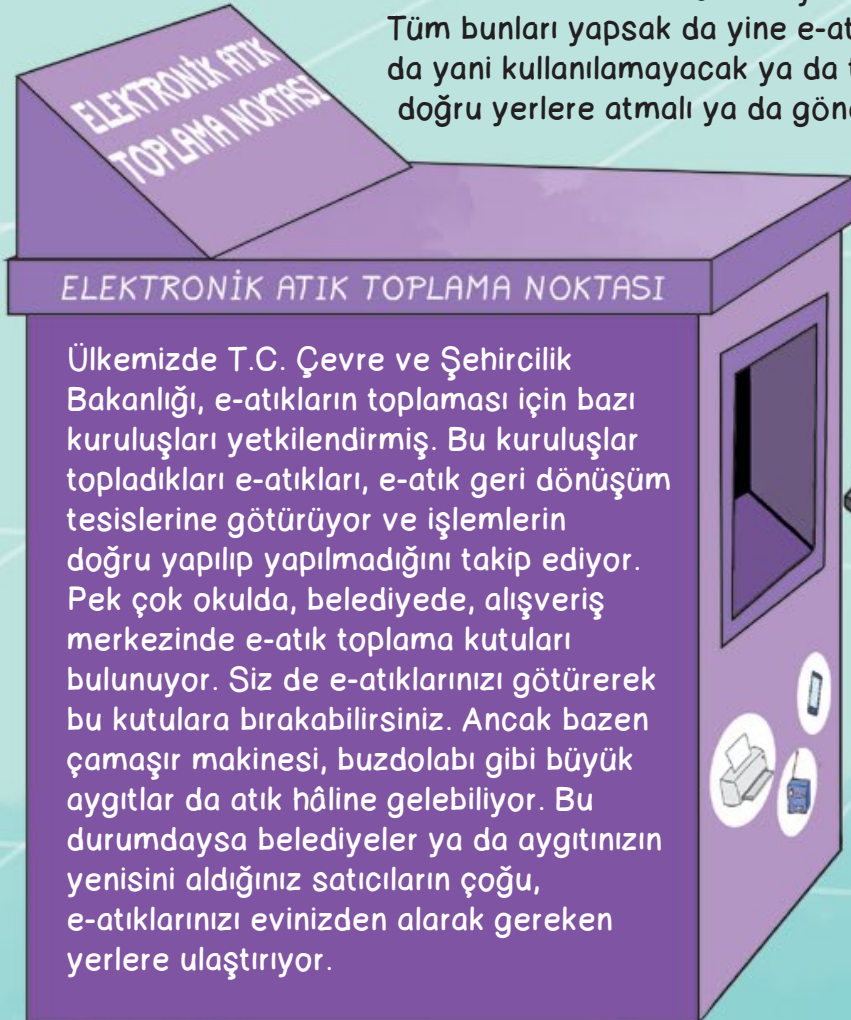 Tüm bunları yapsak da yine
da yani kullanılamayacak ya da
doğru yerlere atmalı ya da
ELEKTRONİK ATIK
TOPLAMA NOKTASI
ELEKTRONİK ATIK TOPLAMA NOKTASI
Ülkemizde T.C. Çevre ve Şehircilik
Bakanlığı, e-atıkların toplaması için bazı
kuruluşları yetkilendirmiş. Bu kuruluşlar
topladıkları e-atıkları, e-atık geri dönüşüm
tesislerine götürüyor ve işlemlerin
doğru yapılıp yapılmadığını takip ediyor.
Pek çok okulda, belediyede, alışveriş
merkezinde e-atık toplama kutuları
bulunuyor. Siz de e-atıklarınızı götürerek
bu kutulara bırakabilirsiniz. Ancak bazen
çamaşır makinesi, buzdolabı gibi büyük
aygıtlar da atık hâline gelebiliyor. Bu
durumdaysa belediyeler ya da aygıtınızın
yenisini aldığınız satıcıların çoğu,
e-atıklarınızı evinizden alarak gereken
yerlere ulaştırıyor.